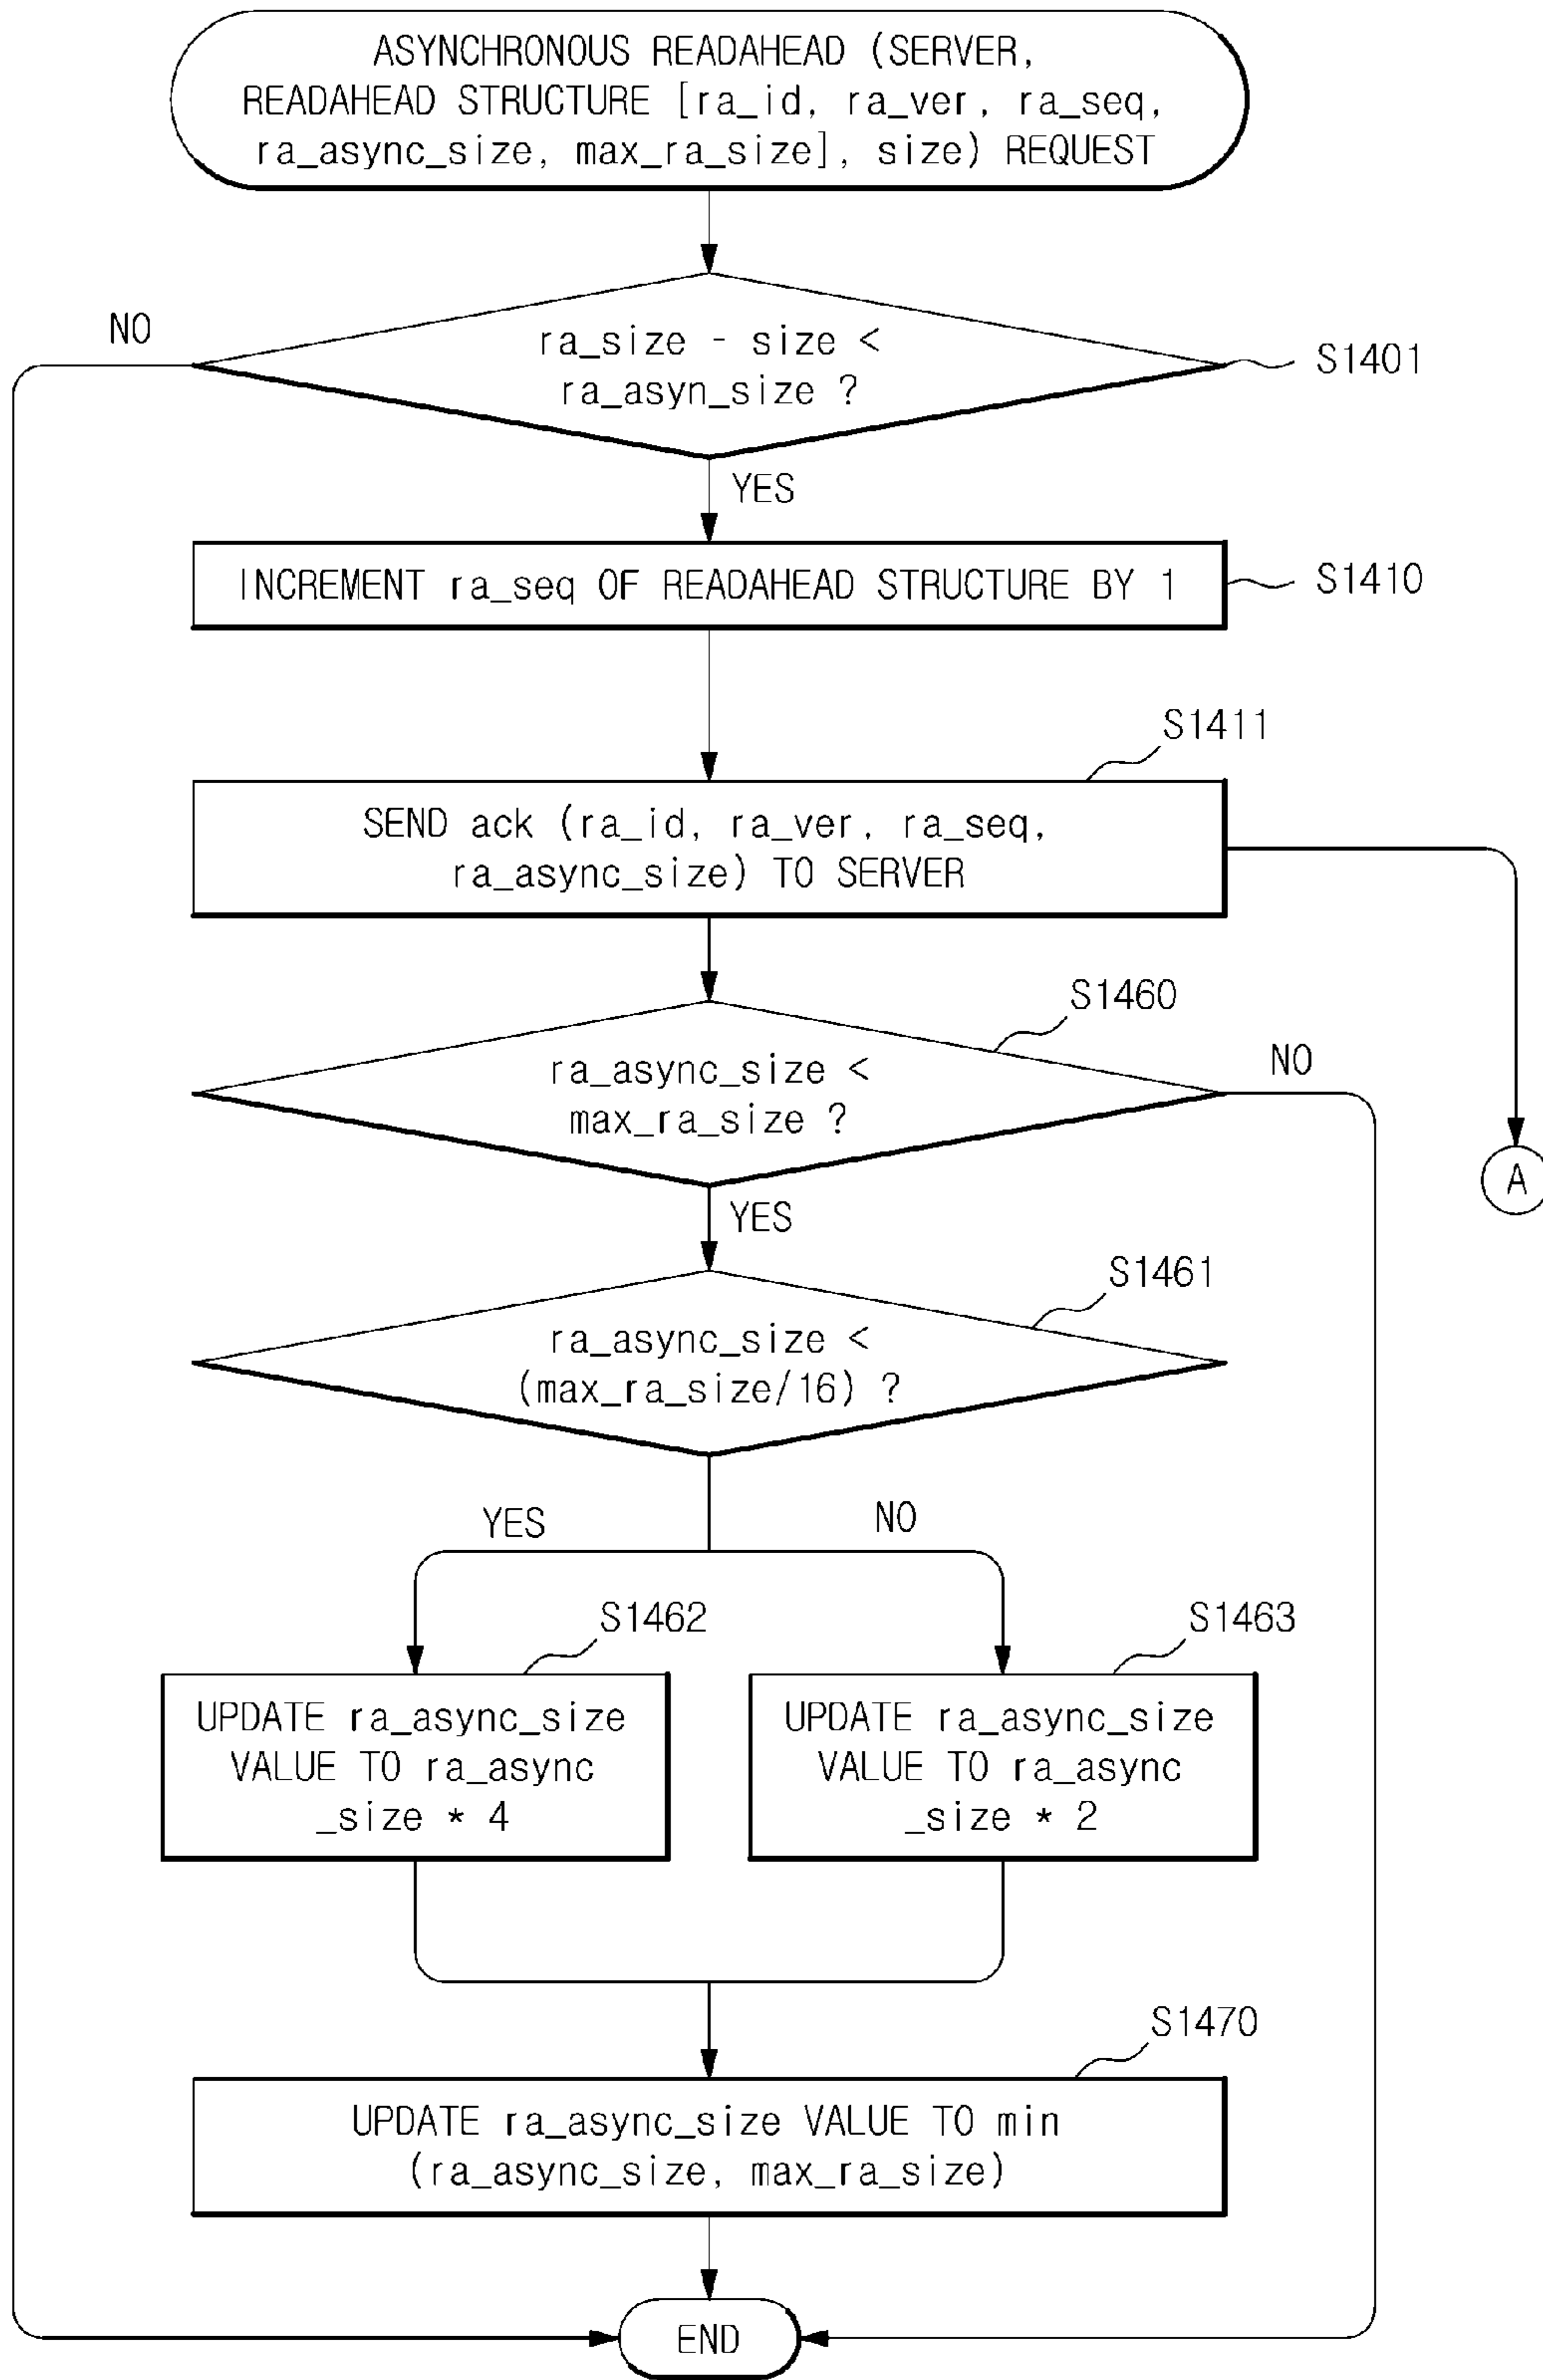 ASYNCHRONOUS READAHEAD (SERVER,
READAHEAD STRUCTURE [ra_id, ra_ver, ra_seq,
ra_async_size, max_ra_size], size) REQUEST
NO
ra_size - size <
ra_asyn_size ?
S1401
YES
INCREMENT ra_seq OF READAHEAD STRUCTURE BY 1
S1410
S1411
SEND ack (ra_id, ra_ver, ra_seq,
ra_async_size) TO SERVER
S1460
ra_async_size <
max_ra_size ?
NO
A
YES
S1461
ra_async_size <
(max_ra_size/16) ?
YES
NO
S1462
S1463
UPDATE ra_async_size
VALUE TO ra_async
_size * 4
UPDATE ra_async_size
VALUE TO ra_async
_size * 2
S1470
UPDATE ra_async_size VALUE TO min
(ra_async_size, max_ra_size)
END